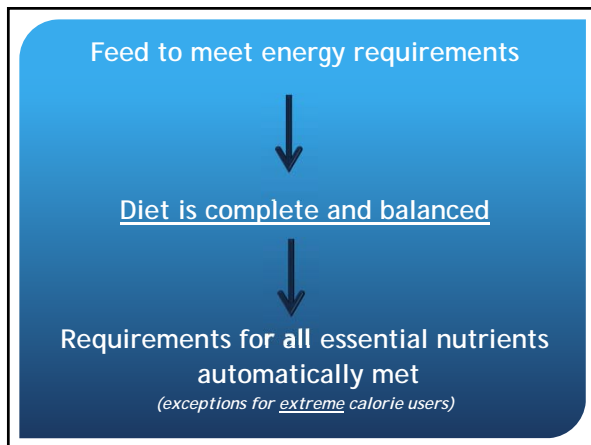 Feed to meet energy requirements
Diet is complete and balanced
Requirements for all essential nutrients
automatically met
(exceptions for extreme calorie users)